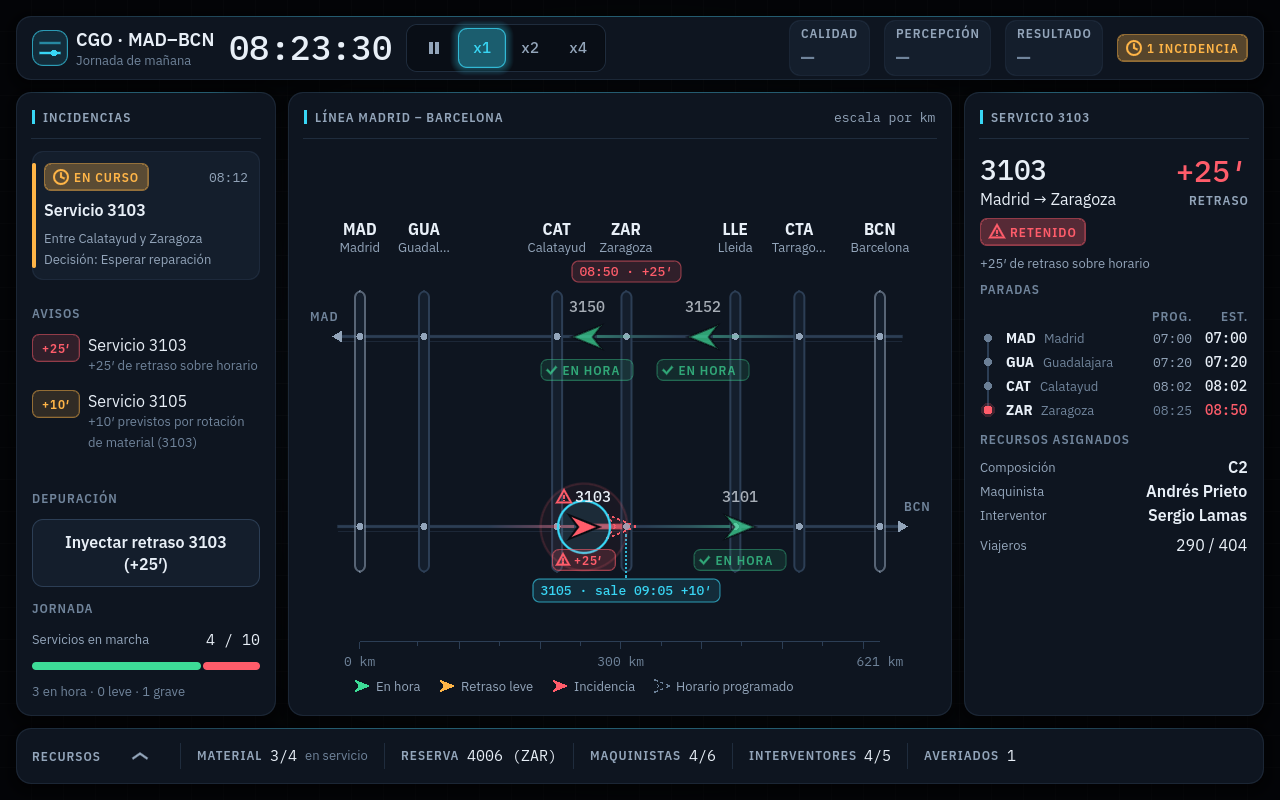 CGO · MAD–BCN
Jornada de mañana
08:23:30
x1
x2
x4
CALIDAD
—
PERCEPCIÓN
—
RESULTADO
—
1 INCIDENCIA
INCIDENCIAS
EN CURSO
08:12
Servicio 3103
Entre Calatayud y Zaragoza
Decisión: Esperar reparación
AVISOS
+25′
Servicio 3103
+25′ de retraso sobre horario
+10′
Servicio 3105
+10′ previstos por rotación
de material (3103)
DEPURACIÓN
Inyectar retraso 3103
(+25′)
JORNADA
Servicios en marcha
4 / 10
3 en hora · 0 leve · 1 grave
LÍNEA MADRID – BARCELONA
escala por km
MAD
GUA
CAT
ZAR
LLE
CTA
BCN
Madrid
Guadal…
Calatayud
Zaragoza
Lleida
Tarrago…
Barcelona
08:50 · +25′
3150
3152
MAD
EN HORA
EN HORA
3103
3101
BCN
+25′
EN HORA
3105 · sale 09:05 +10′
0 km
300 km
621 km
En hora
Retraso leve
Incidencia
Horario programado
SERVICIO 3103
3103
+25′
Madrid → Zaragoza
RETRASO
RETENIDO
+25′ de retraso sobre horario
PARADAS
PROG.
EST.
MAD Madrid 07:00 07:00
GUA Guadalajara 07:20 07:20
CAT Calatayud 08:02 08:02
ZAR Zaragoza 08:25 08:50
RECURSOS ASIGNADOS
Composición C2
Maquinista Andrés Prieto
Interventor Sergio Lamas
Viajeros 290 / 404
RECURSOS
MATERIAL 3/4 en servicio
RESERVA 4006 (ZAR)
MAQUINISTAS 4/6
INTERVENTORES 4/5
AVERIADOS 1